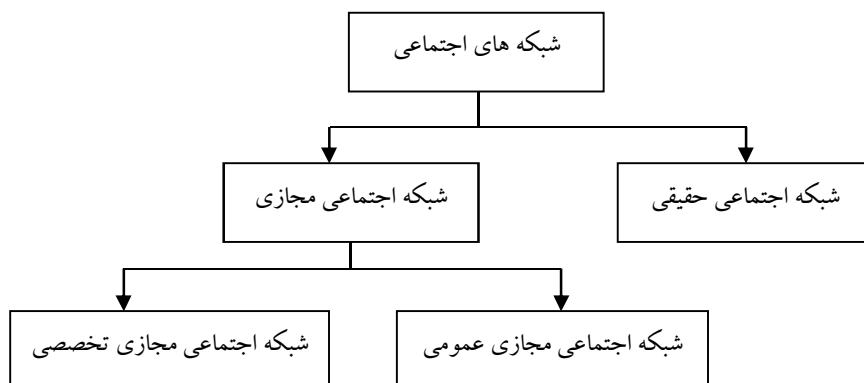 شبکه های اجتماعی
شبکه اجتماعی حقیقی
شبکه اجتماعی مجازی
شبکه اجتماعی مجازی عمومی
شبکه اجتماعی مجازی تخصصی